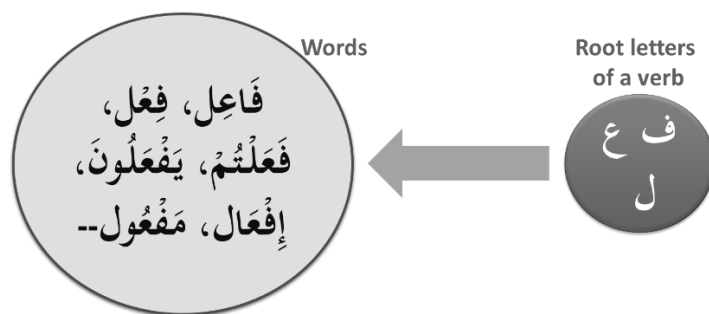 Words
فَاعِل، فِعْل،
فَعَلْتُمْ، يَفْعَلُونَ،
إِفْعَال، مَفْعُول--
Root letters
of a verb
ف ع
ل